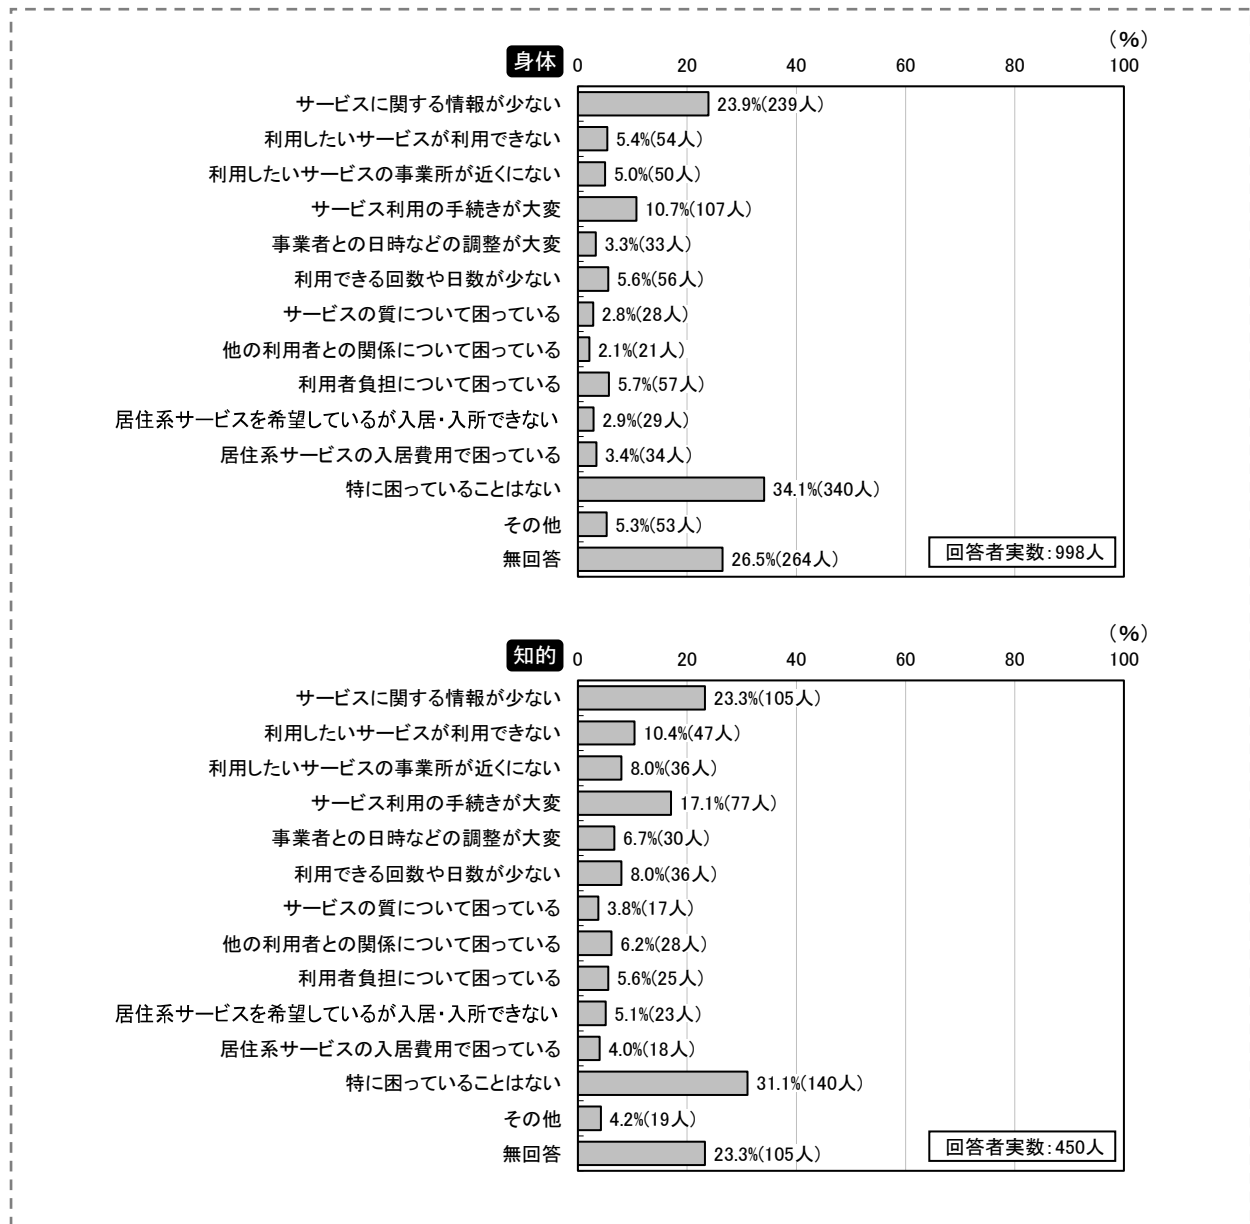 （％）
身体 0 20 40 60 80 100
サービスに関する情報が少ない 23.9%(239人)
利用したいサービスが利用できない 5.4%(54人)
利用したいサービスの事業所が近くにない 5.0%(50人)
サービス利用の手続きが大変 10.7%(107人)
事業者との日時などの調整が大変 3.3%(33人)
利用できる回数や日数が少ない 5.6%(56人)
サービスの質について困っている 2.8%(28人)
他の利用者との関係について困っている 2.1%(21人)
利用者負担について困っている 5.7%(57人)
居住系サービスを希望しているが入居・入所できない 2.9%(29人)
居住系サービスの入居費用で困っている 3.4%(34人)
特に困っていることはない 34.1%(340人)
その他 5.3%(53人)
無回答 26.5%(264人) 回答者実数：998人
（％）
知的 0 20 40 60 80 100
サービスに関する情報が少ない 23.3%(105人)
利用したいサービスが利用できない 10.4%(47人)
利用したいサービスの事業所が近くにない 8.0%(36人)
サービス利用の手続きが大変 17.1%(77人)
事業者との日時などの調整が大変 6.7%(30人)
利用できる回数や日数が少ない 8.0%(36人)
サービスの質について困っている 3.8%(17人)
他の利用者との関係について困っている 6.2%(28人)
利用者負担について困っている 5.6%(25人)
居住系サービスを希望しているが入居・入所できない 5.1%(23人)
居住系サービスの入居費用で困っている 4.0%(18人)
特に困っていることはない 31.1%(140人)
その他 4.2%(19人)
無回答 23.3%(105人) 回答者実数：450人